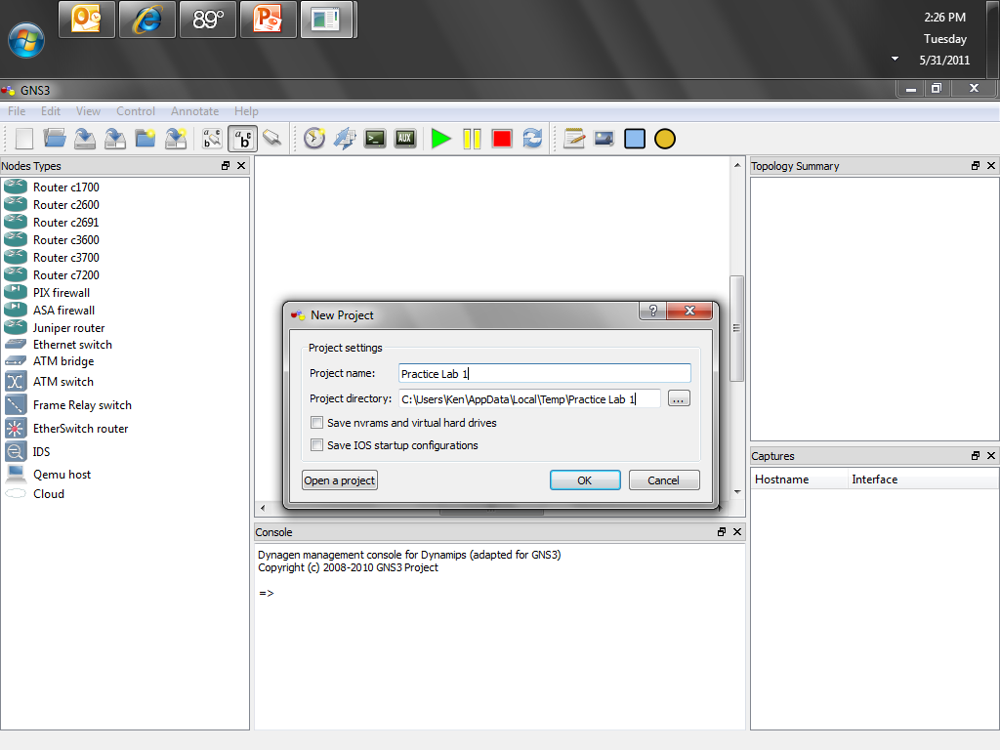 89°
2:26 PM
Tuesday
5/31/2011
GNS3
File Edit View Control Annotate Help
AUX
Nodes Types
Router c1700
Router c2600
Router c2691
Router c3600
Router c3700
Router c7200
PIX firewall
ASA firewall
Juniper router
Ethernet switch
ATM bridge
ATM switch
Frame Relay switch
EtherSwitch router
IDS
Qemu host
Cloud
New Project
Project settings
Project name: Practice Lab 1
Project directory: C:\Users\Ken\AppData\Local\Temp\Practice Lab 1 ...
Save nvrams and virtual hard drives
Save IOS startup configurations
Open a project OK Cancel
Console
Dynagen management console for Dynamips (adapted for GNS3)
Copyright (c) 2008-2010 GNS3 Project
=>
Topology Summary
Captures
Hostname Interface